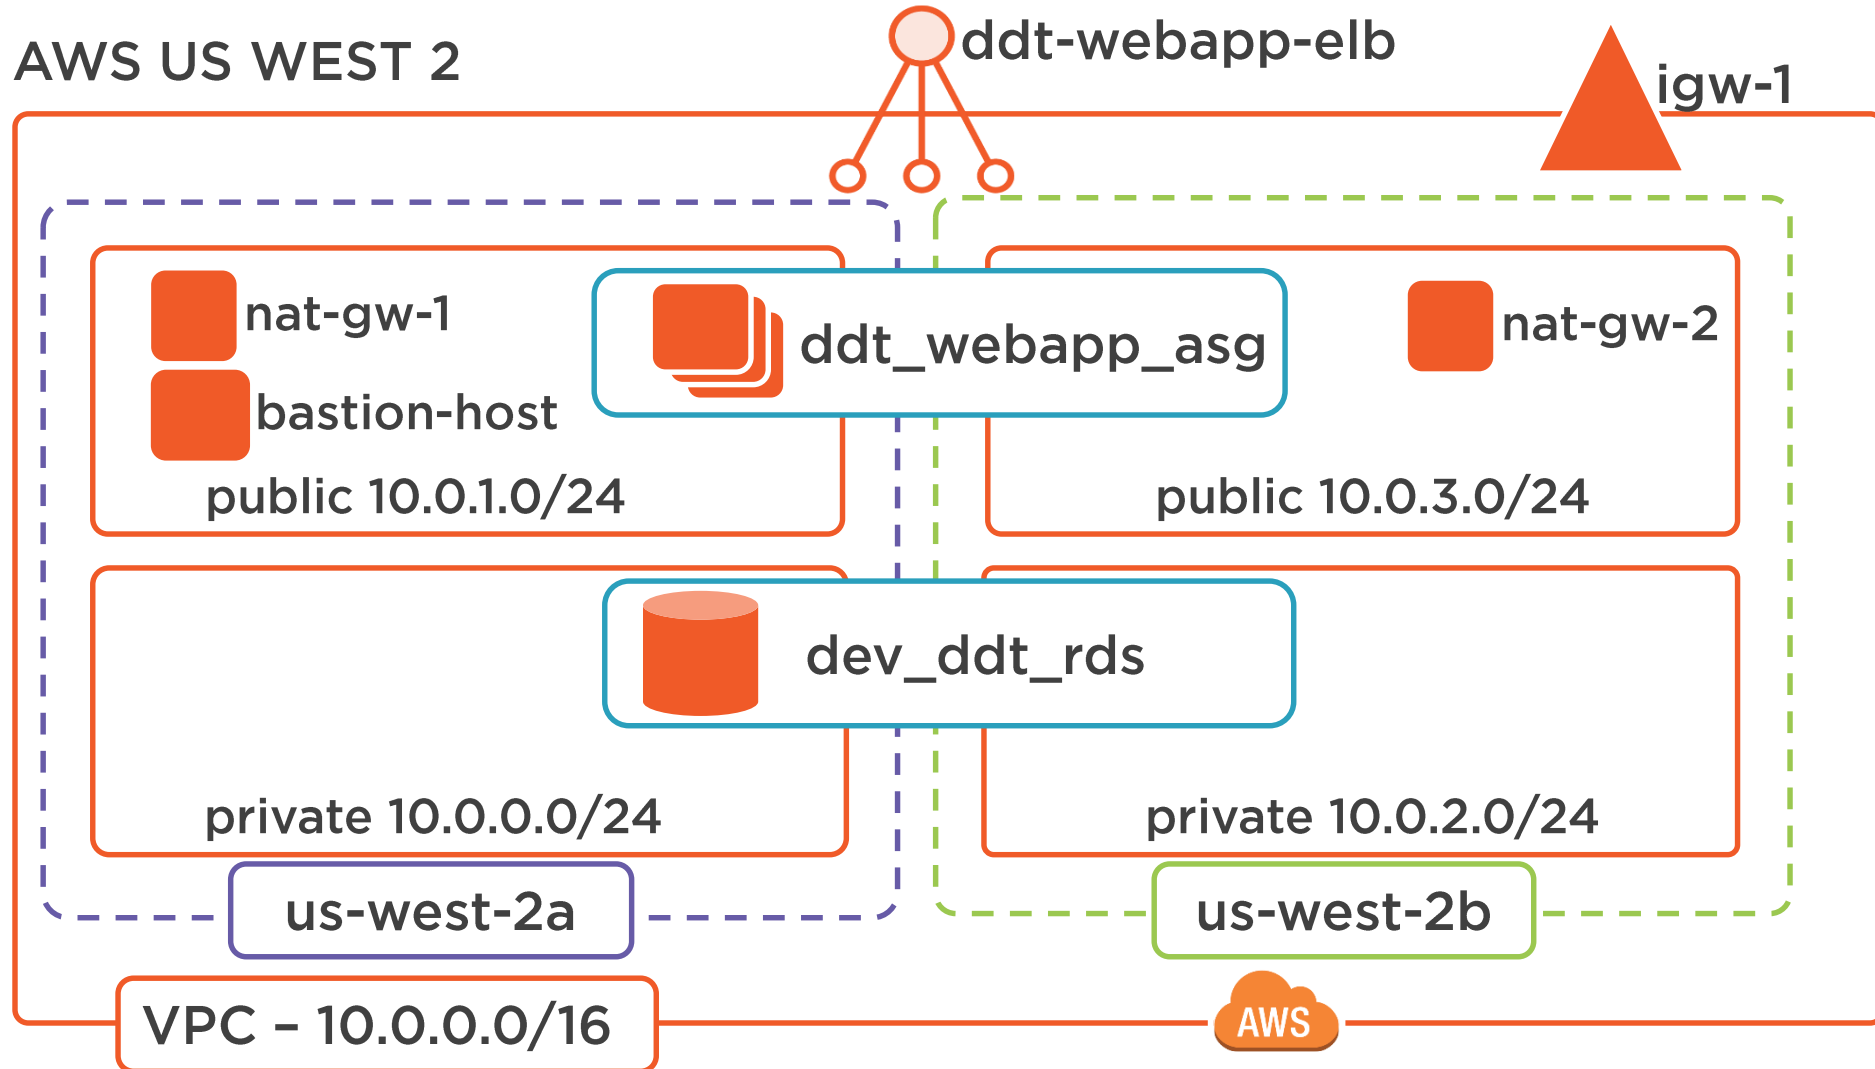 AWS US WEST 2
ddt-webapp-elb
igw-1
nat-gw-1
ddt_webapp_asg
nat-gw-2
bastion-host
public 10.0.1.0/24
public 10.0.3.0/24
dev_ddt_rds
private 10.0.0.0/24
private 10.0.2.0/24
us-west-2a
us-west-2b
VPC – 10.0.0.0/16
AWS